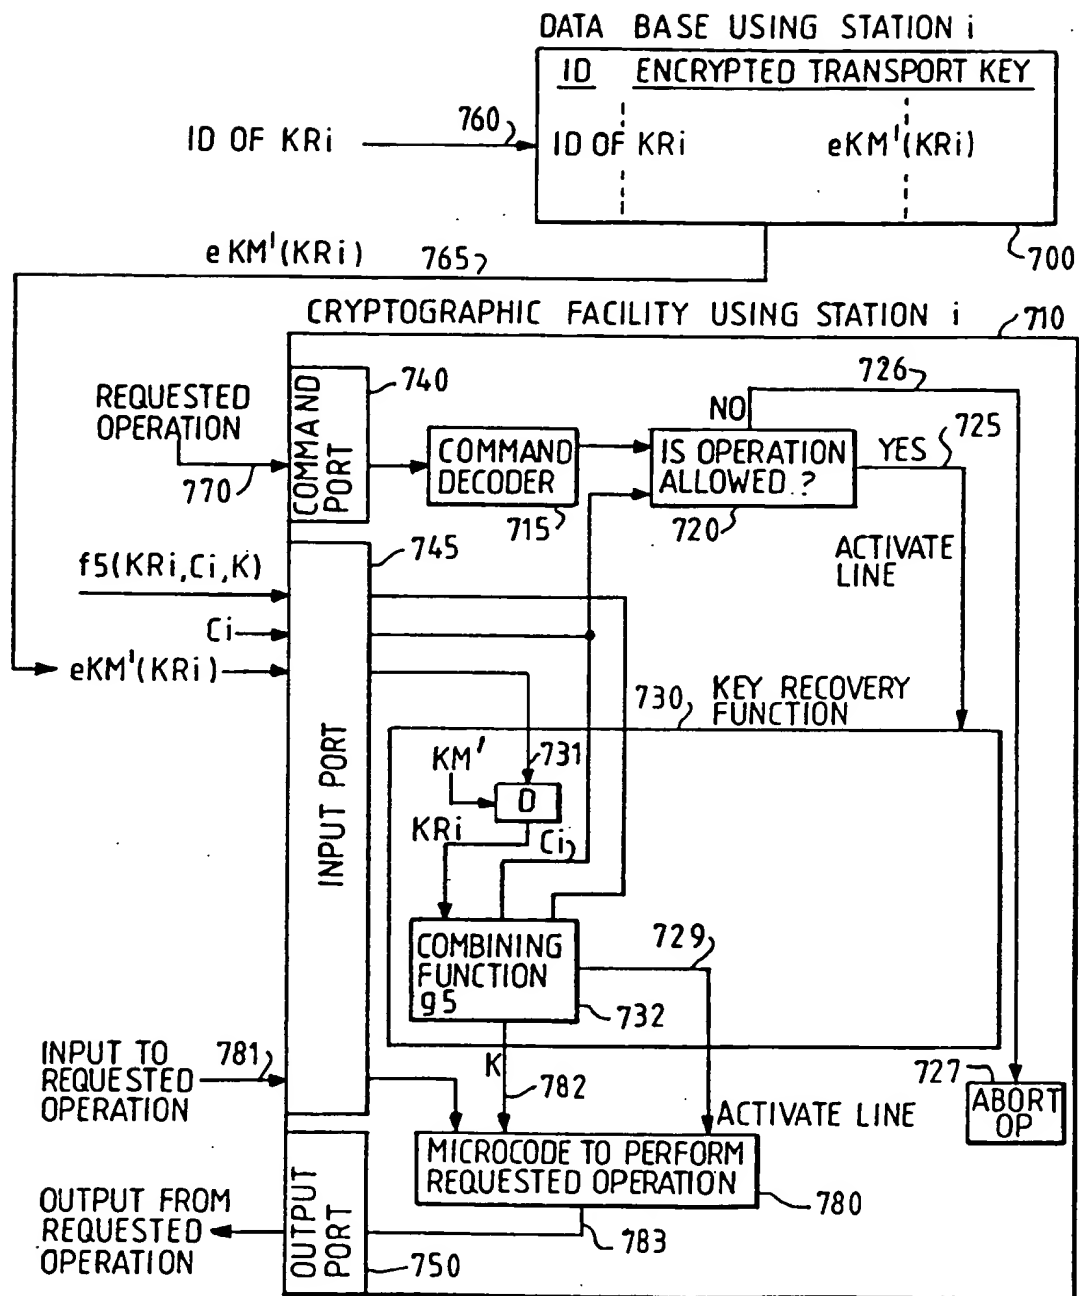 DATA BASE USING STATION i
ID ENCRYPTED TRANSPORT KEY
ID OF KRi
760
ID OF KRi
eKM'(KRi)
eKM'(KRi)
765
700
CRYPTOGRAPHIC FACILITY USING STATION i
710
REQUESTED
OPERATION
770
COMMAND
PORT
740
COMMAND
DECODER
715
IS OPERATION
ALLOWED ?
720
NO
726
YES
725
ACTIVATE
LINE
f5(KRi,Ci,K)
Ci
eKM'(KRi)
745
INPUT PORT
730
KEY RECOVERY
FUNCTION
KM'
731
D
KRi
Ci
COMBINING
FUNCTION
g5
732
729
INPUT TO
REQUESTED
OPERATION
781
K
782
ACTIVATE LINE
727
ABORT
OP
MICROCODE TO PERFORM
REQUESTED OPERATION
780
783
OUTPUT FROM
REQUESTED
OPERATION
OUTPUT
PORT
750